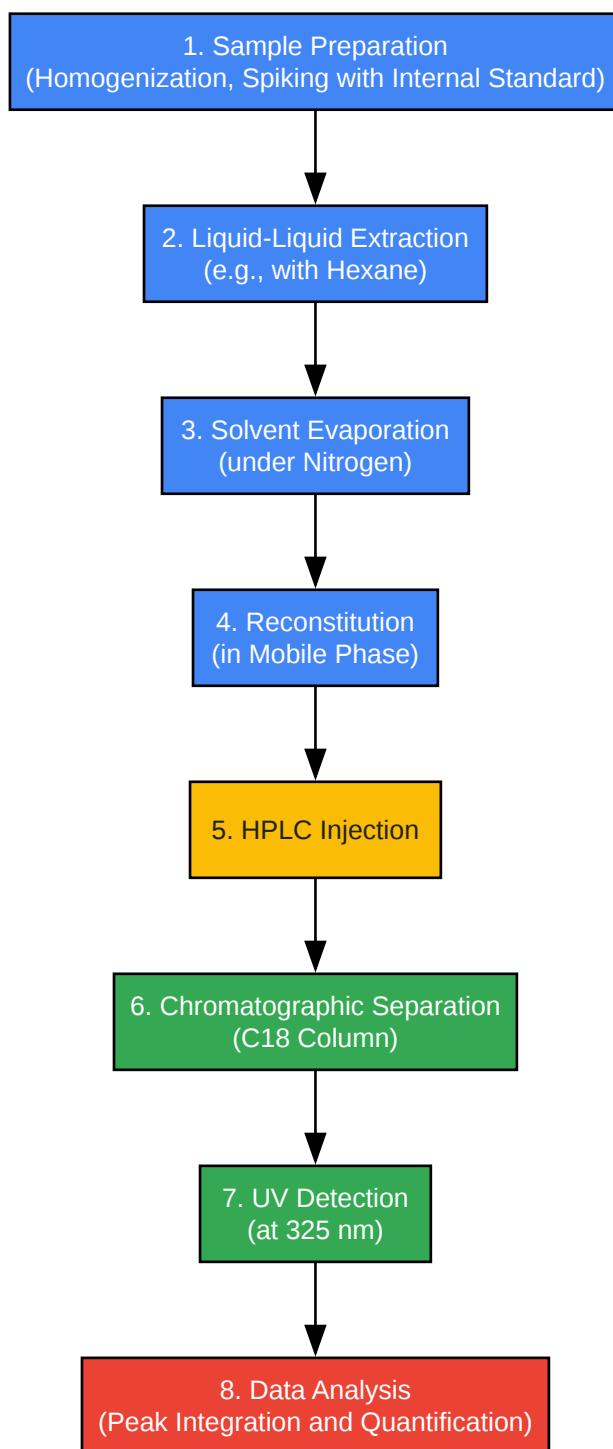 1. Sample Preparation
(Homogenization, Spiking with Internal Standard)
2. Liquid-Liquid Extraction
(e.g., with Hexane)
3. Solvent Evaporation
(under Nitrogen)
4. Reconstitution
(in Mobile Phase)
5. HPLC Injection
6. Chromatographic Separation
(C18 Column)
7. UV Detection
(at 325 nm)
8. Data Analysis
(Peak Integration and Quantification)